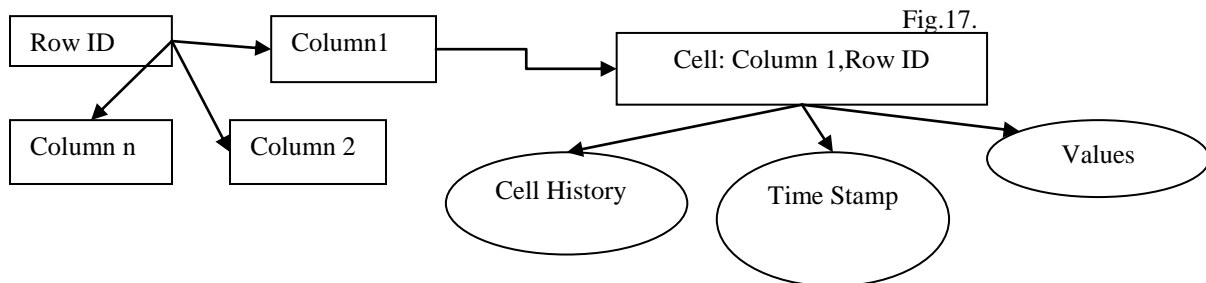 Fig.17.
Row ID
Column1
Cell: Column 1,Row ID
Column n
Column 2
Cell History
Time Stamp
Values